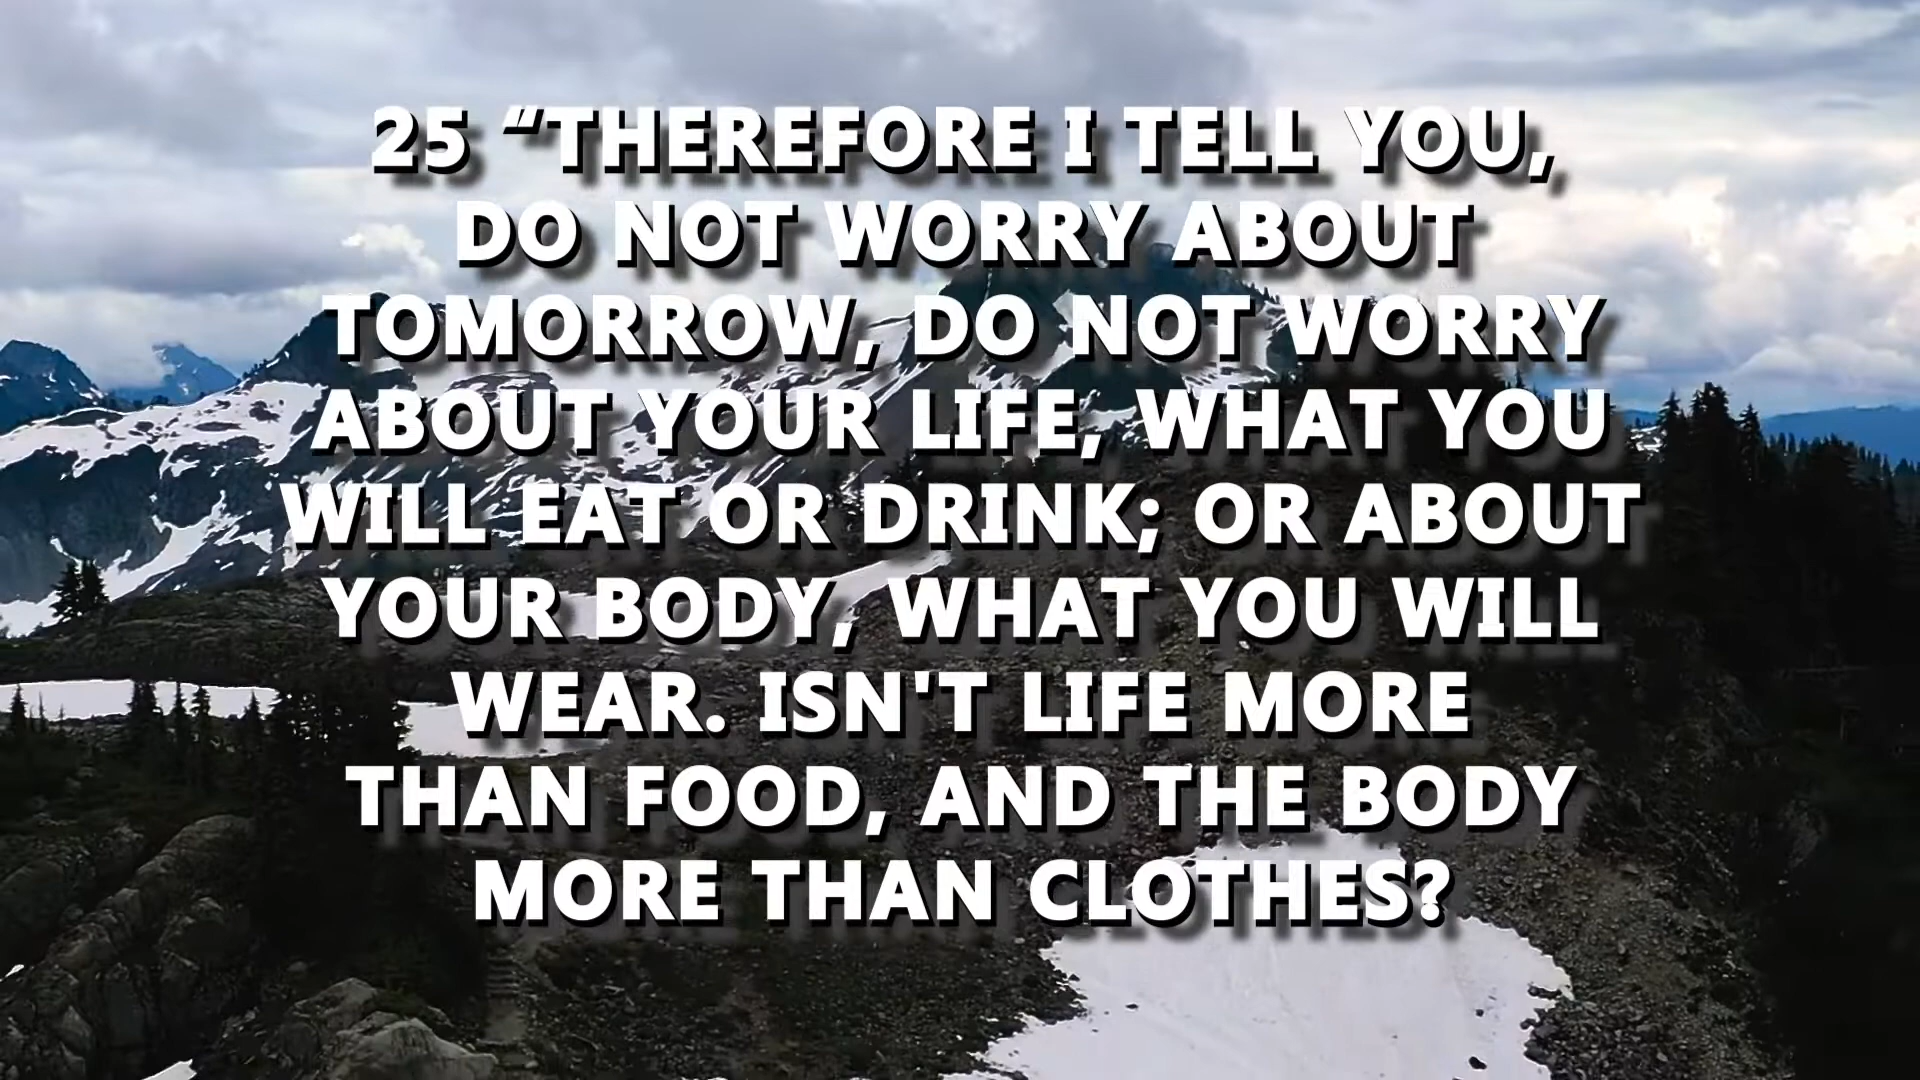 25 “THEREFORE I TELL YOU,
DO NOT WORRY ABOUT
TOMORROW, DO NOT WORRY
ABOUT YOUR LIFE, WHAT YOU
WILL EAT OR DRINK; OR ABOUT
YOUR BODY, WHAT YOU WILL
WEAR. ISN'T LIFE MORE
THAN FOOD, AND THE BODY
MORE THAN CLOTHES?